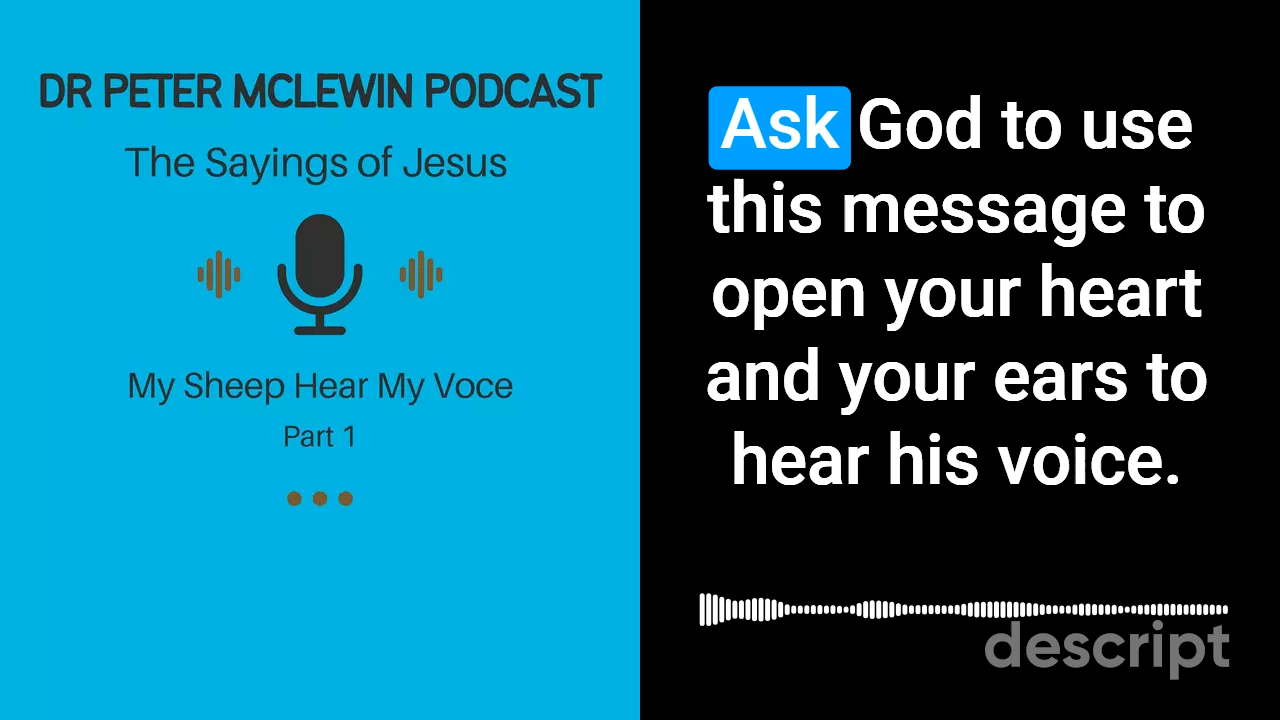 DR PETER MCLEWIN PODCAST
The Sayings of Jesus
My Sheep Hear My Voce
Part 1
Ask God to use
this message to
open your heart
and your ears to
hear his voice.
descript